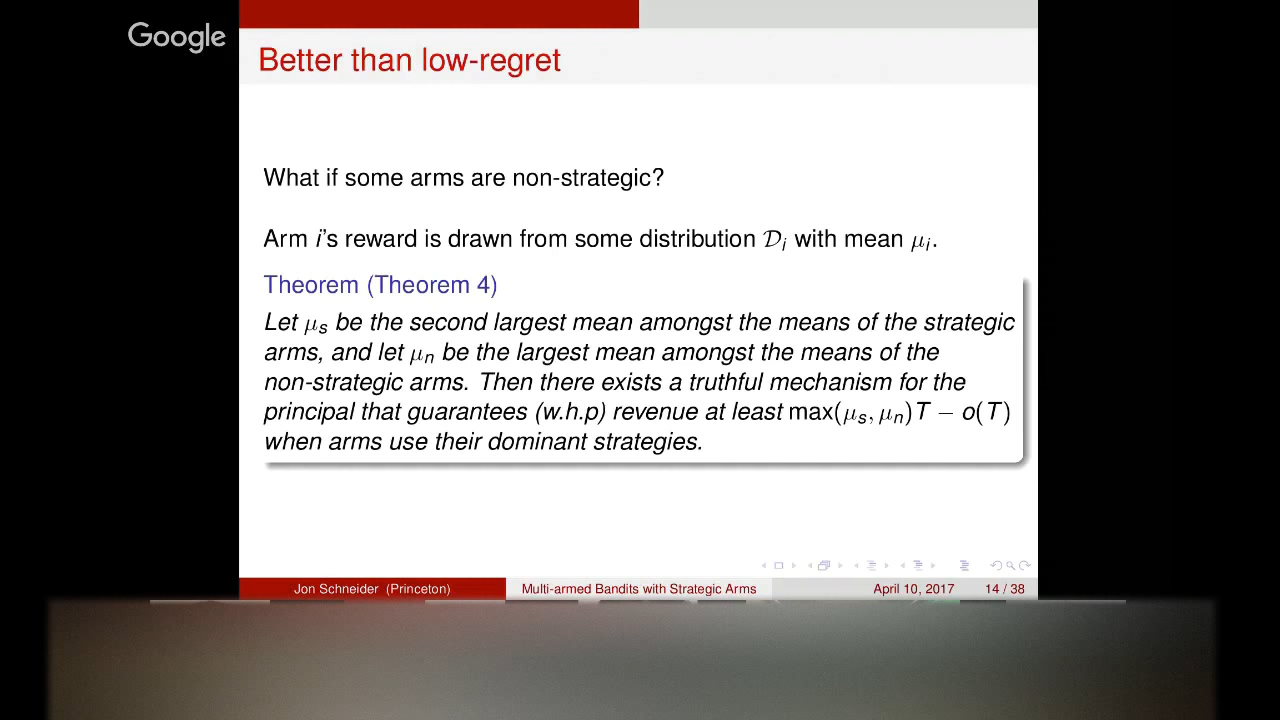 Google
Better than low-regret
What if some arms are non-strategic?
Arm i's reward is drawn from some distribution 𝒟ᵢ with mean μᵢ.
Theorem (Theorem 4)
Let μₛ be the second largest mean amongst the means of the strategic
arms, and let μₙ be the largest mean amongst the means of the
non-strategic arms. Then there exists a truthful mechanism for the
principal that guarantees (w.h.p) revenue at least max(μₛ, μₙ)T − o(T)
when arms use their dominant strategies.
Jon Schneider (Princeton) Multi-armed Bandits with Strategic Arms April 10, 2017 14 / 38